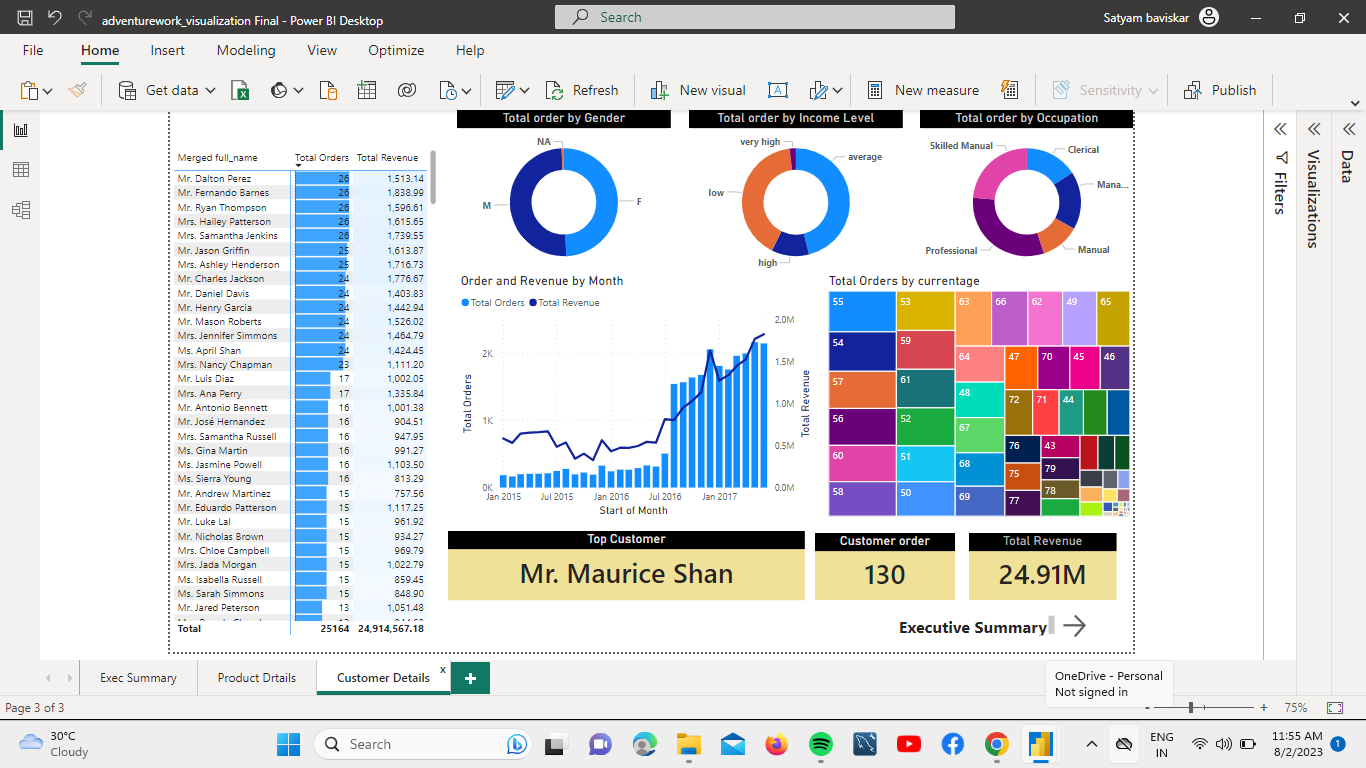 adventurework_visualization Final - Power BI Desktop
Search
Satyam baviskar
File Home Insert Modeling View Optimize Help
Get data Refresh New visual New measure Sensitivity Publish
Total order by Gender
NA
M
F
Total order by Income Level
very high
average
low
high
Total order by Occupation
Skilled Manual
Clerical
Mana...
Professional
Manual
Merged full_name Total Orders Total Revenue
Mr. Dalton Perez 26 1,513.14
Mr. Fernando Barnes 26 1,838.99
Mr. Ryan Thompson 26 1,596.61
Mrs. Hailey Patterson 26 1,615.65
Mrs. Samantha Jenkins 26 1,739.55
Mr. Jason Griffin 25 1,613.87
Mrs. Ashley Henderson 25 1,716.73
Mr. Charles Jackson 24 1,776.67
Mr. Daniel Davis 24 1,403.83
Mr. Henry Garcia 24 1,442.94
Mr. Mason Roberts 24 1,526.02
Mrs. Jennifer Simmons 24 1,464.79
Ms. April Shan 24 1,424.45
Mrs. Nancy Chapman 23 1,111.20
Mr. Luis Diaz 17 1,002.05
Mrs. Ana Perry 17 1,335.84
Mr. Antonio Bennett 16 1,001.38
Mr. José Hernandez 16 904.51
Mrs. Samantha Russell 16 947.95
Ms. Gina Martin 16 991.27
Ms. Jasmine Powell 16 1,103.50
Ms. Sierra Young 16 813.29
Mr. Andrew Martinez 15 757.56
Mr. Eduardo Patterson 15 1,117.25
Mr. Luke Lal 15 961.92
Mr. Nicholas Brown 15 934.27
Mrs. Chloe Campbell 15 969.79
Mrs. Jada Morgan 15 1,022.79
Ms. Isabella Russell 15 859.45
Ms. Sarah Simmons 15 848.90
Mr. Jared Peterson 13 1,051.48
Total 25164 24,914,567.18
Order and Revenue by Month
Total Orders Total Revenue
2.0M
2K
1.5M
1K
1.0M
0.5M
0K
0.0M
Total Orders
Total Revenue
Jan 2015 Jul 2015 Jan 2016 Jul 2016 Jan 2017
Start of Month
Total Orders by currentage
55 53 63 66 62 49 65
54 59 64 47 70 45 46
57 61 48 72 71 44
56 52 67
60 51 68 76 43
75 79
58 50 69 77 78
Top Customer
Mr. Maurice Shan
Customer order
130
Total Revenue
24.91M
Executive Summary
Filters
Visualizations
Data
Exec Summary Product Drtails Customer Details x +
OneDrive - Personal
Not signed in
Page 3 of 3
- + 75%
30°C
Cloudy
Search
ENG
IN
11:55 AM
8/2/2023
1